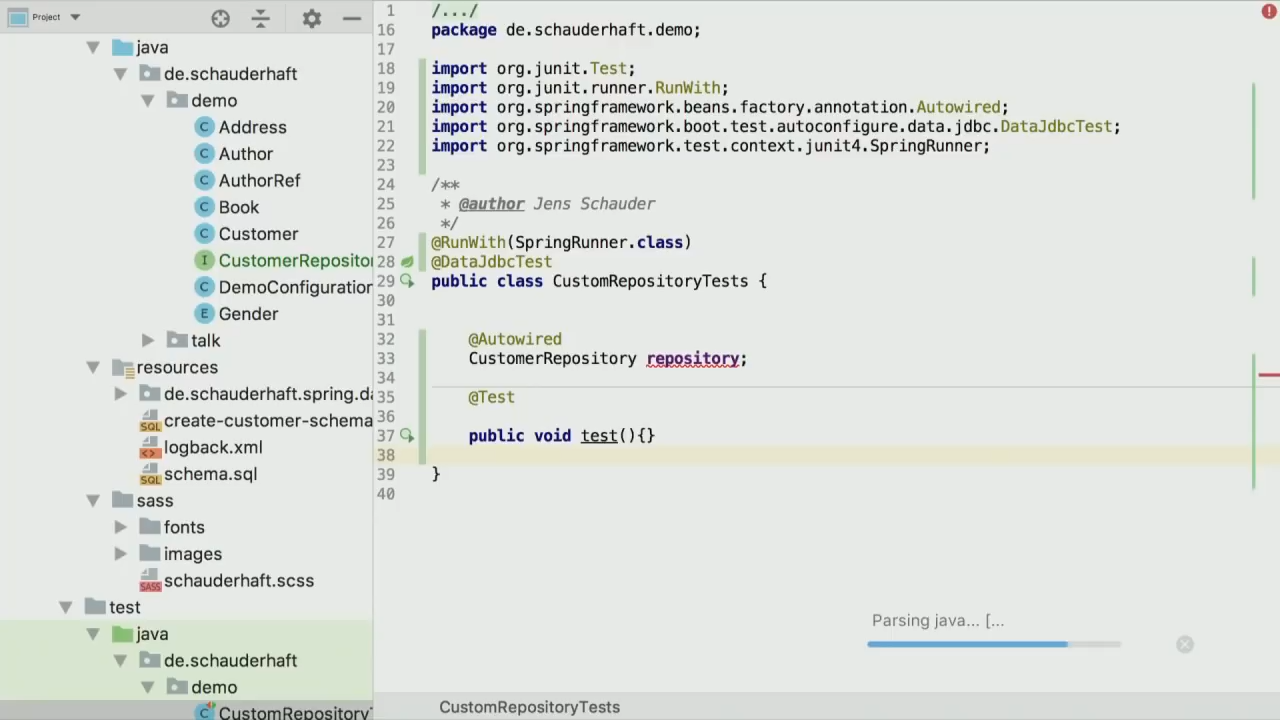 Project
java
de.schauderhaft
demo
C Address
C Author
C AuthorRef
C Book
C Customer
I CustomerReposito
C DemoConfiguration
E Gender
talk
resources
de.schauderhaft.spring.da
SQL create-customer-schema
<> logback.xml
SQL schema.sql
sass
fonts
images
SASS schauderhaft.scss
test
java
de.schauderhaft
demo
C CustomRepositoryT
1 /.../
16 package de.schauderhaft.demo;
17
18 import org.junit.Test;
19 import org.junit.runner.RunWith;
20 import org.springframework.beans.factory.annotation.Autowired;
21 import org.springframework.boot.test.autoconfigure.data.jdbc.DataJdbcTest;
22 import org.springframework.test.context.junit4.SpringRunner;
23
24 /**
25 * @author Jens Schauder
26 */
27 @RunWith(SpringRunner.class)
28 @DataJdbcTest
29 public class CustomRepositoryTests {
30
31
32 @Autowired
33 CustomerRepository repository;
34
35 @Test
36
37 public void test(){}
38
39 }
40
Parsing java... [...
CustomRepositoryTests